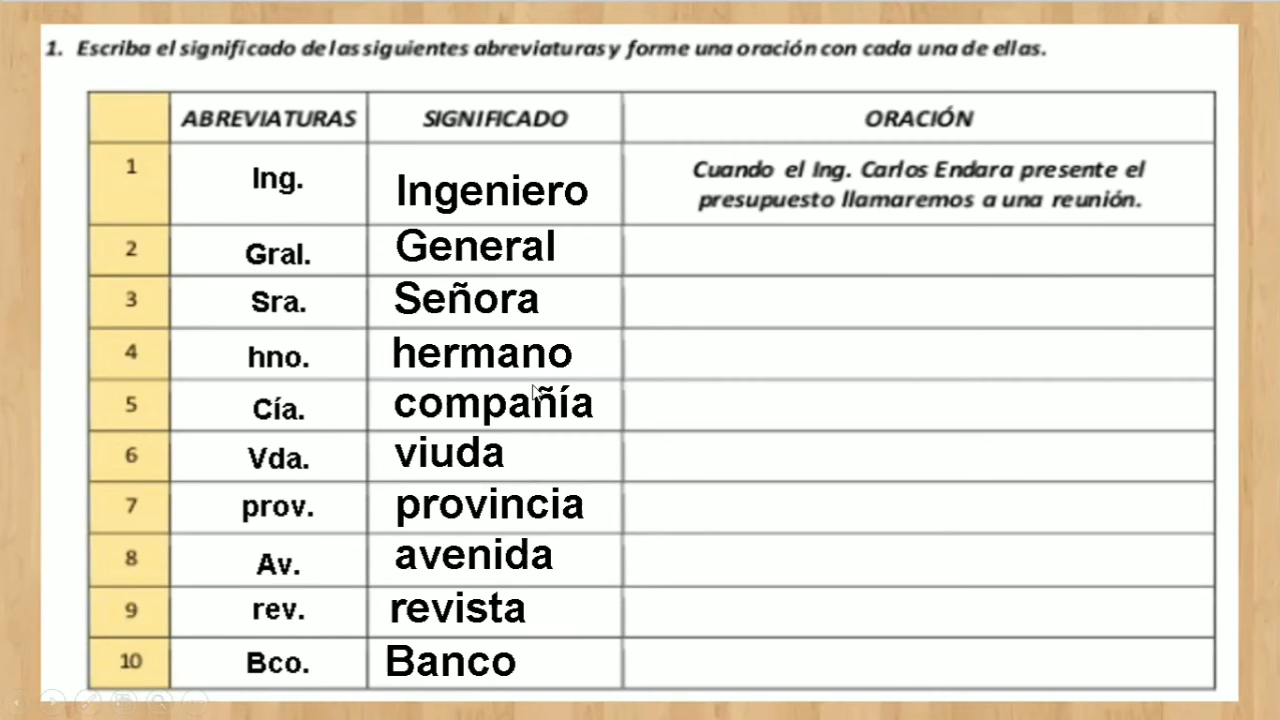 1. Escriba el significado de las siguientes abreviaturas y forme una oración con cada una de ellas.
ABREVIATURAS SIGNIFICADO ORACIÓN
1 Ing. Ingeniero Cuando el Ing. Carlos Endara presente el
presupuesto llamaremos a una reunión.
2 Gral. General
3 Sra. Señora
4 hno. hermano
5 Cía. compañía
6 Vda. viuda
7 prov. provincia
8 Av. avenida
9 rev. revista
10 Bco. Banco